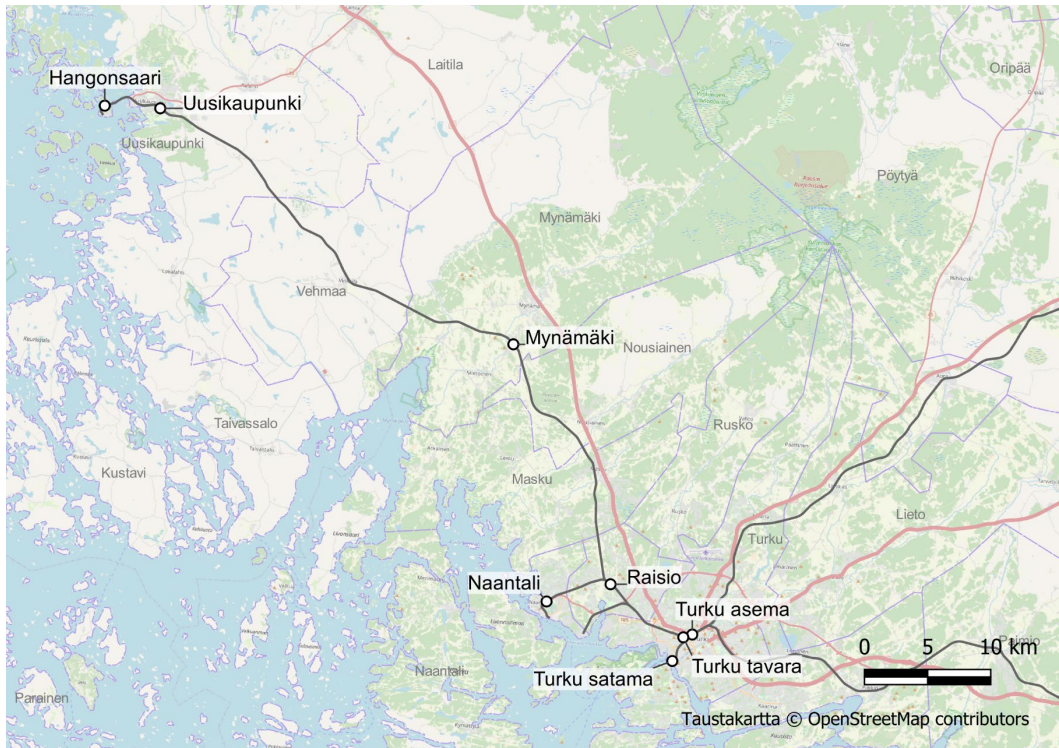 Laitila
Oripää
Hangonsaari
Uusikaupunki
Uusikaupunki
Pöytyä
Mynämäki
Vehmaa
Mynämäki
Nousiainen
Taivassalo
Rusko
Kustavi
Masku
Lieto
Turku
Naantali
Raisio
Turku asema
Paimio
0 5 10 km
Turku tavara
Naantali
Turku satama
Parainen
Taustakartta © OpenStreetMap contributors